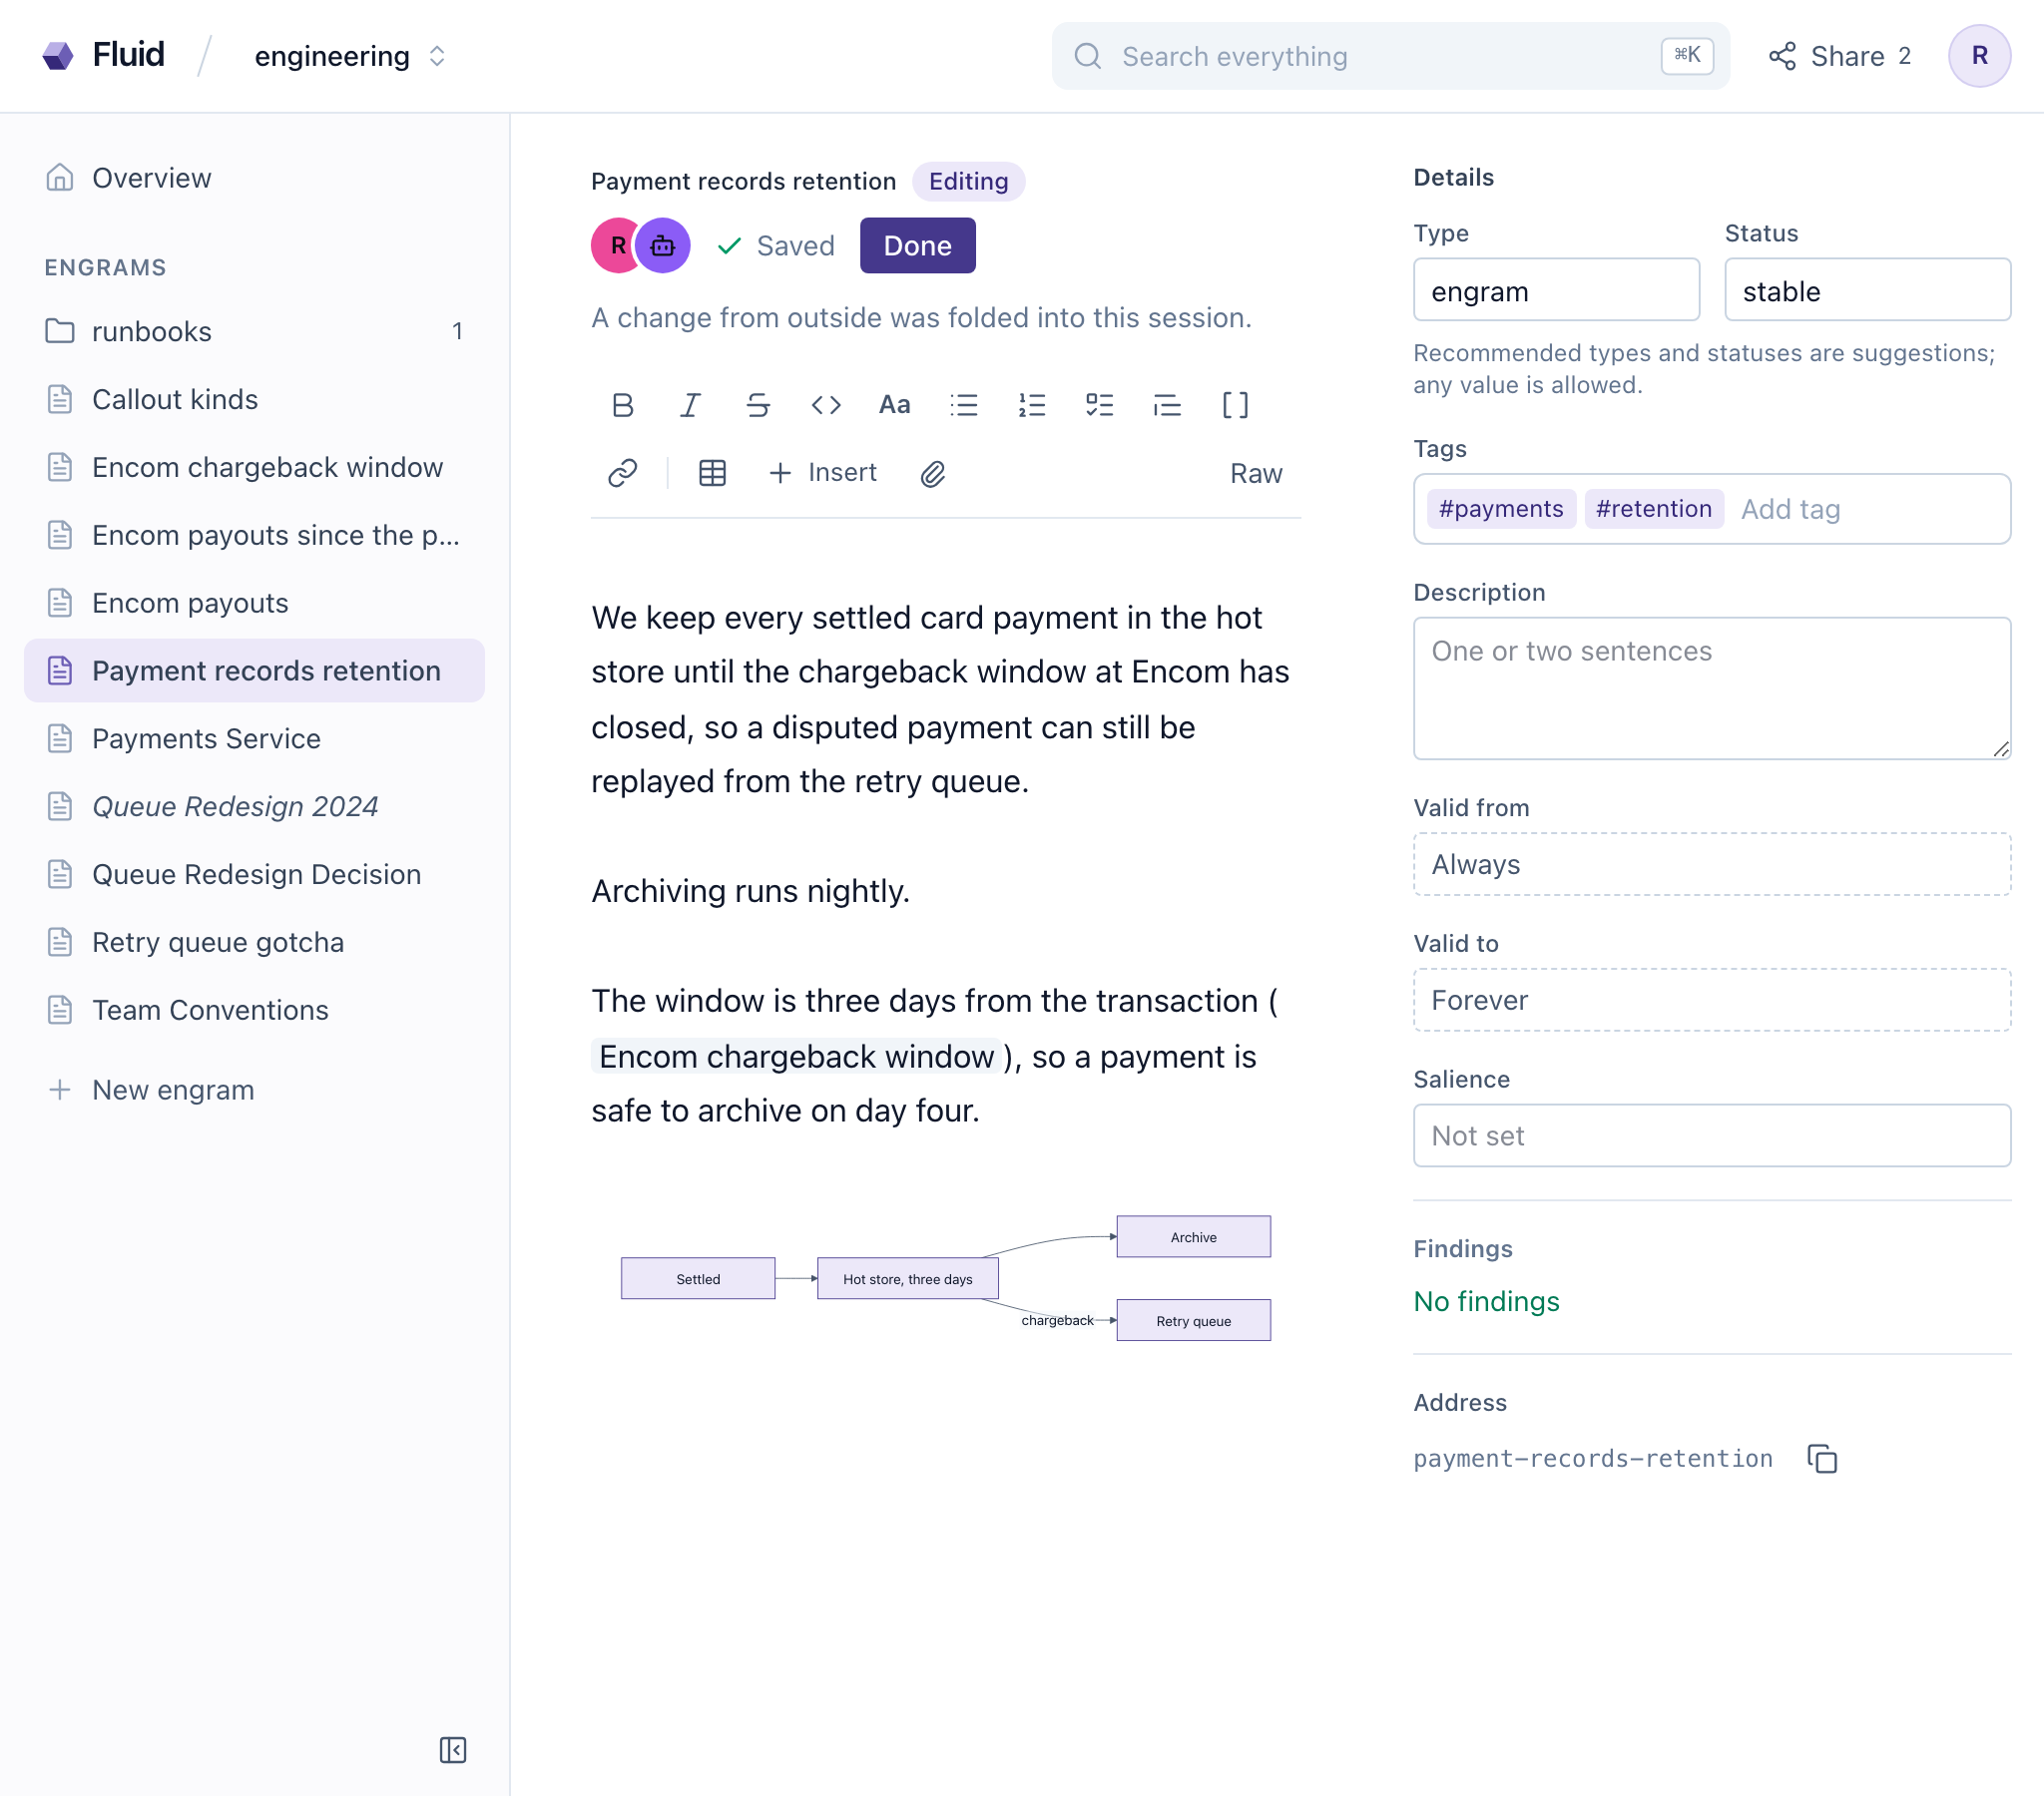 Fluid / engineering
Search everything ⌘K
Share 2
R
Overview
ENGRAMS
runbooks 1
Callout kinds
Encom chargeback window
Encom payouts since the p...
Encom payouts
Payment records retention
Payments Service
Queue Redesign 2024
Queue Redesign Decision
Retry queue gotcha
Team Conventions
+ New engram
Payment records retention Editing
R Saved Done
A change from outside was folded into this session.
B I S <> Aa
+ Insert Raw
We keep every settled card payment in the hot
store until the chargeback window at Encom has
closed, so a disputed payment can still be
replayed from the retry queue.
Archiving runs nightly.
The window is three days from the transaction (
Encom chargeback window), so a payment is
safe to archive on day four.
Settled
Hot store, three days
Archive
chargeback
Retry queue
Details
Type Status
engram stable
Recommended types and statuses are suggestions;
any value is allowed.
Tags
#payments #retention Add tag
Description
One or two sentences
Valid from
Always
Valid to
Forever
Salience
Not set
Findings
No findings
Address
payment-records-retention